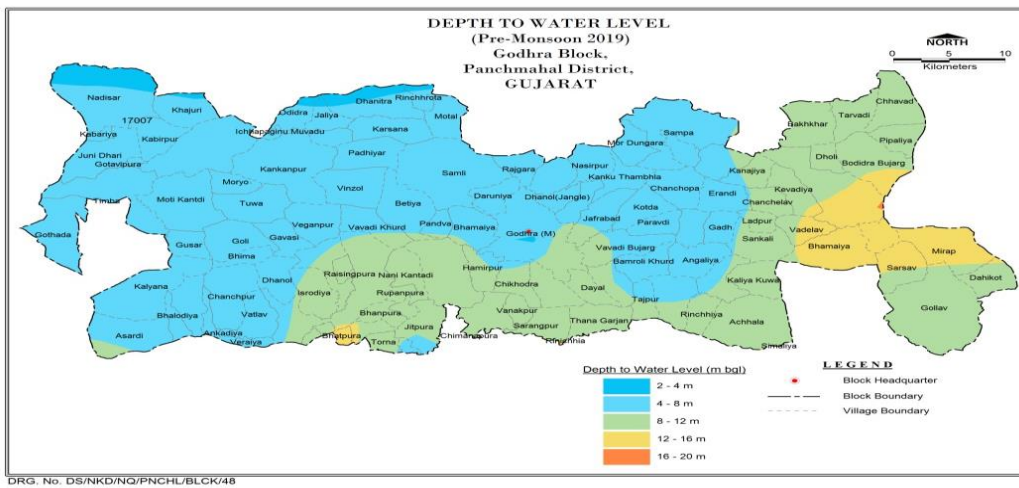 DEPTH TO WATER LEVEL
(Pre-Monsoon 2019)
Godhra Block,
Panchmahal District,
GUJARAT
NORTH
0 5 10
Kilometers
Nadisar
Khajuri
17007
Kabariya
Kabirpur
Juni Dhari
Gotavipura
Timba
Gothada
Moti Kantdi
Moryo
Tuwa
Kankanpur
Ichhapaginu Muvadu
Dididra
Jaliya
Dhanitra
Rinchhrota
Motal
Karsana
Padhiyar
Vinzol
Samli
Betiya
Veganpur
Vavadi Khurd
Pandva
Bhamaiya
Gusar
Goli
Gavasi
Bhima
Kalyana
Dhanol
Chanchpur
Bhalodiya
Vatlav
Asardi
Ankadiya
Veraiya
Rajgara
Daruniya
Dhanol(Jangle)
Nasirpur
Mor Dungara
Sampa
Kanku Thambhla
Chanchopa
Erandi
Kotda
Jafrabad
Paravdi
Godhra (M)
Gadh
Vavadi Bujarg
Bamroli Khurd
Angaliya
Tajpur
Hamirpur
Raisingpura
Nani Kantadi
Isrodiya
Rupanpura
Bhanpura
Chikhodra
Dayal
Vanakpur
Jitpura
Bhatpura
Torna
Sarangpur
Thana Garjan
Rinchhiya
Achhala
Simaliya
Kaliya Kuwa
Sankali
Ladpur
Chanchelav
Kanajiya
Kevadiya
Bakhkhar
Tarvadi
Chhavad
Pipaliya
Dholi
Bodidra Bujarg
Vadelav
Bhamaiya
Mirap
Sarsav
Dahikot
Gollav
Depth to Water Level (m bgl)
2 - 4 m
4 - 8 m
8 - 12 m
12 - 16 m
16 - 20 m
LEGEND
Block Headquarter
Block Boundary
Village Boundary
DRG. No. DS/NKD/NQ/PNCHL/BLCK/48